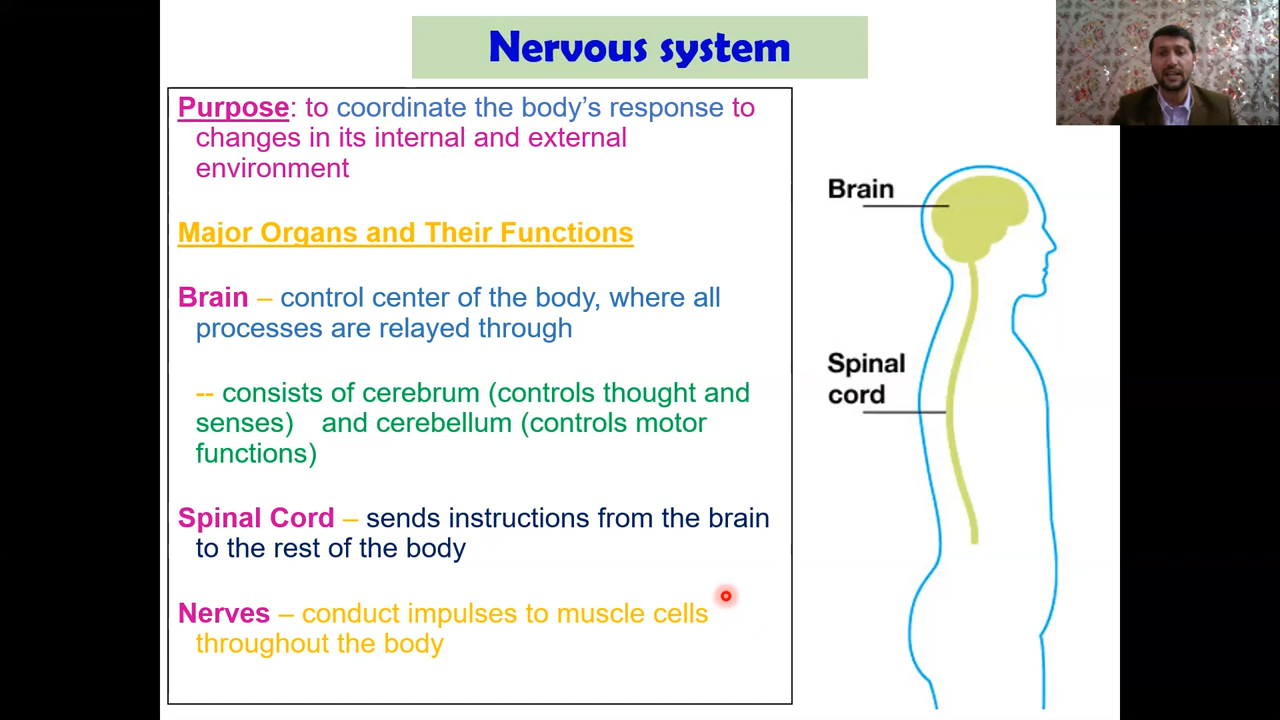 Nervous system
Purpose: to coordinate the body's response to
changes in its internal and external
environment
Major Organs and Their Functions
Brain – control center of the body, where all
processes are relayed through
-- consists of cerebrum (controls thought and
senses) and cerebellum (controls motor
functions)
Spinal Cord – sends instructions from the brain
to the rest of the body
Nerves – conduct impulses to muscle cells
throughout the body
Brain
Spinal
cord